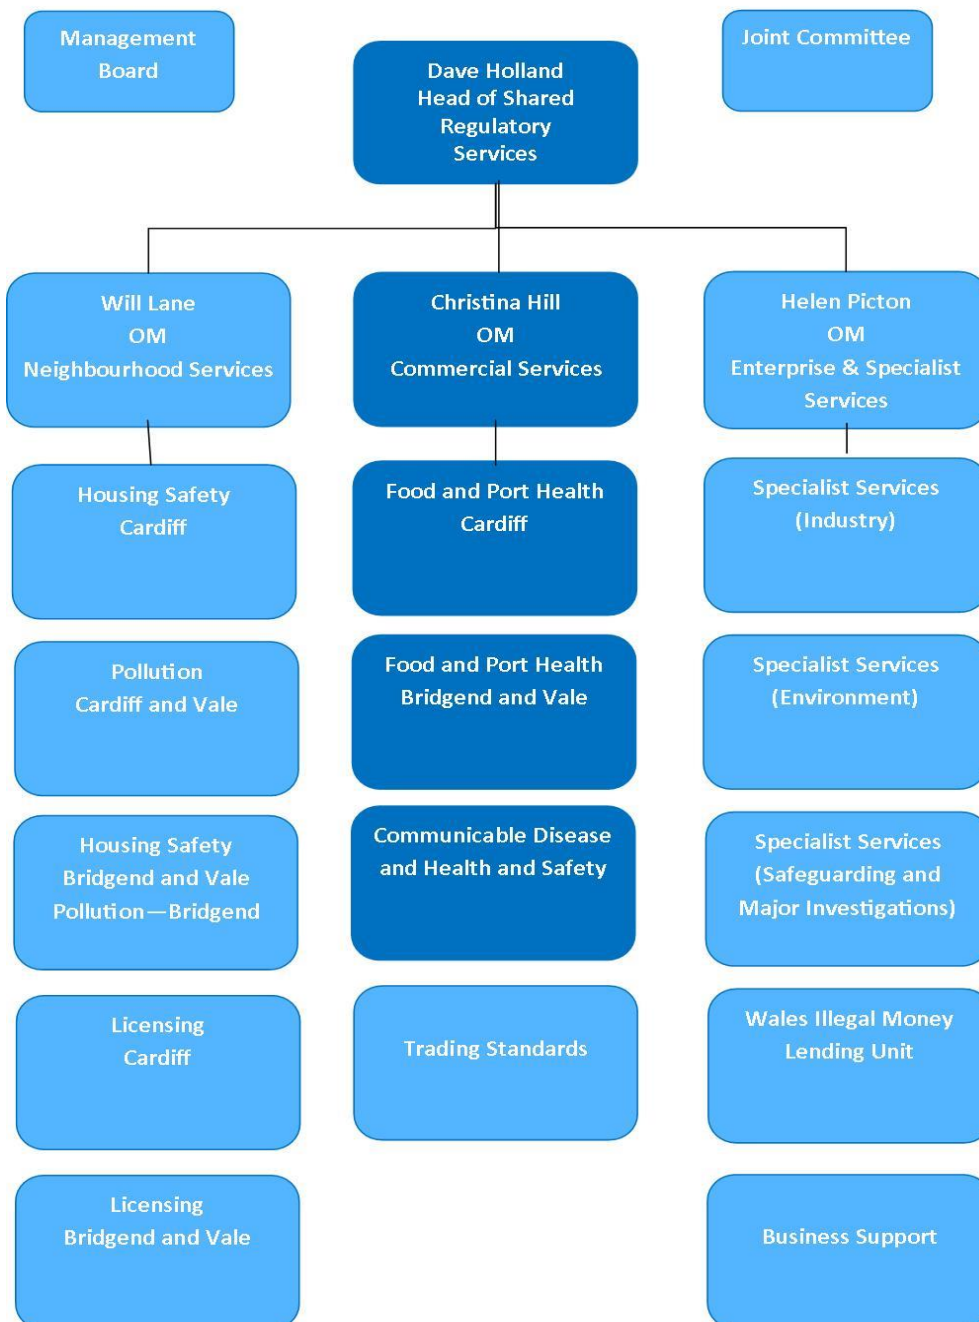 Management
Board
Joint Committee
Dave Holland
Head of Shared
Regulatory
Services
Will Lane
OM
Neighbourhood Services
Christina Hill
OM
Commercial Services
Helen Picton
OM
Enterprise & Specialist
Services
Housing Safety
Cardiff
Food and Port Health
Cardiff
Specialist Services
(Industry)
Pollution
Cardiff and Vale
Food and Port Health
Bridgend and Vale
Specialist Services
(Environment)
Housing Safety
Bridgend and Vale
Pollution—Bridgend
Communicable Disease
and Health and Safety
Specialist Services
(Safeguarding and
Major Investigations)
Licensing
Cardiff
Trading Standards
Wales Illegal Money
Lending Unit
Licensing
Bridgend and Vale
Business Support